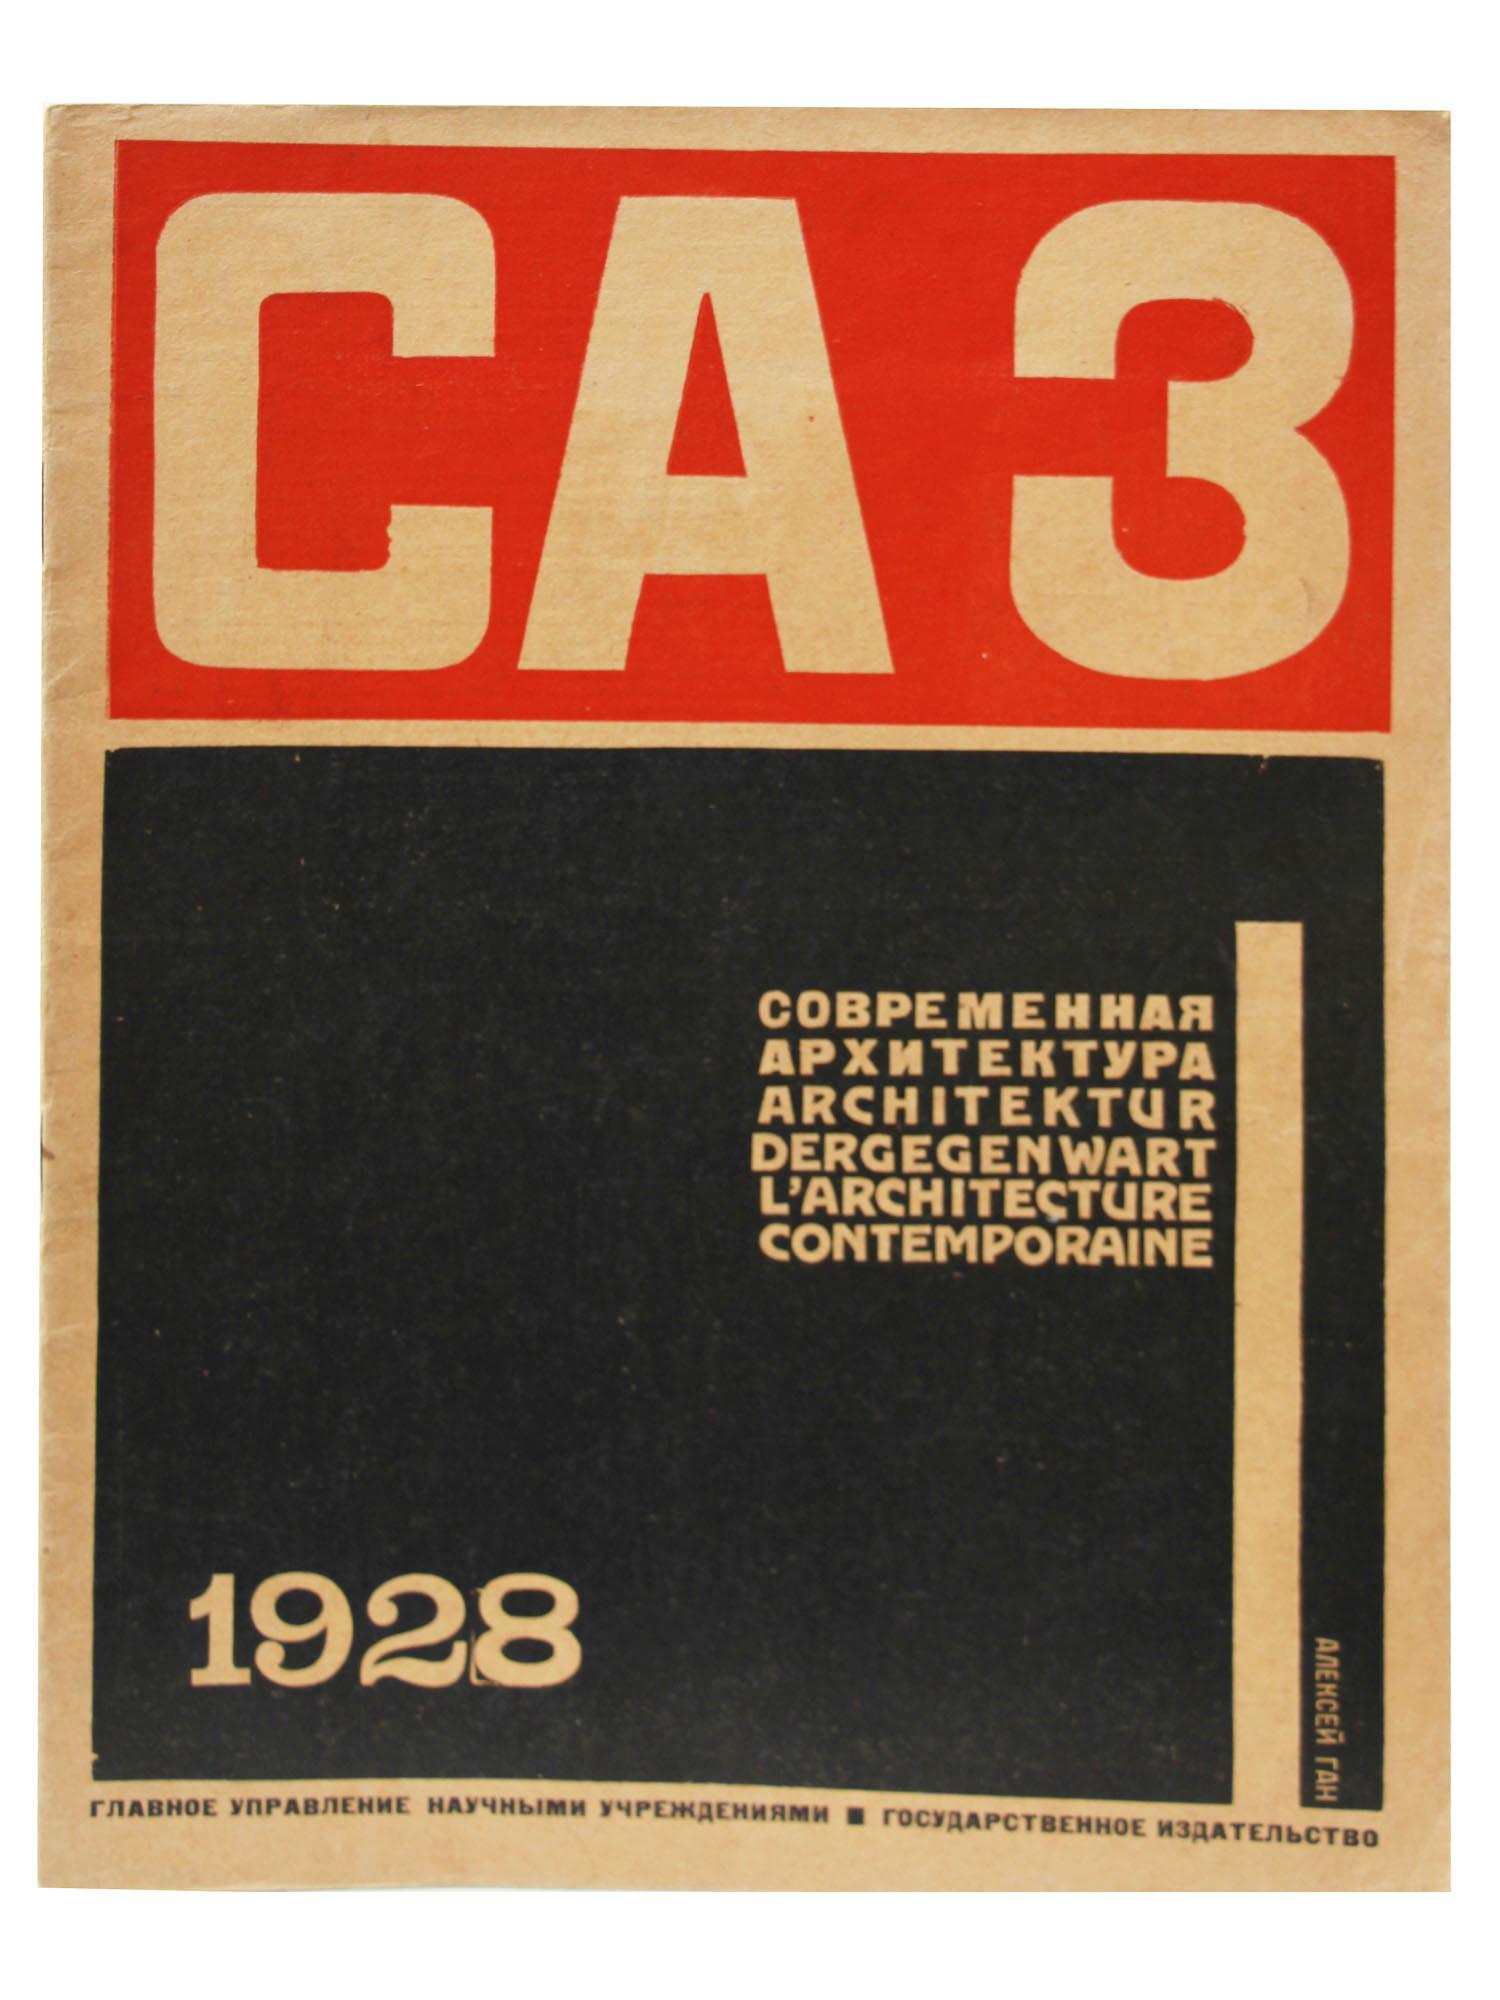 СА 3
СОВРЕМЕННАЯ
АРХИТЕКТУРА
ARCHITEKTUR
DERGEGENWART
L'ARCHITECTURE
CONTEMPORAINE
1928
АЛЕКСЕЙ ГАН
ГЛАВНОЕ УПРАВЛЕНИЕ НАУЧНЫМИ УЧРЕЖДЕНИЯМИ ■ ГОСУДАРСТВЕННОЕ ИЗДАТЕЛЬСТВО